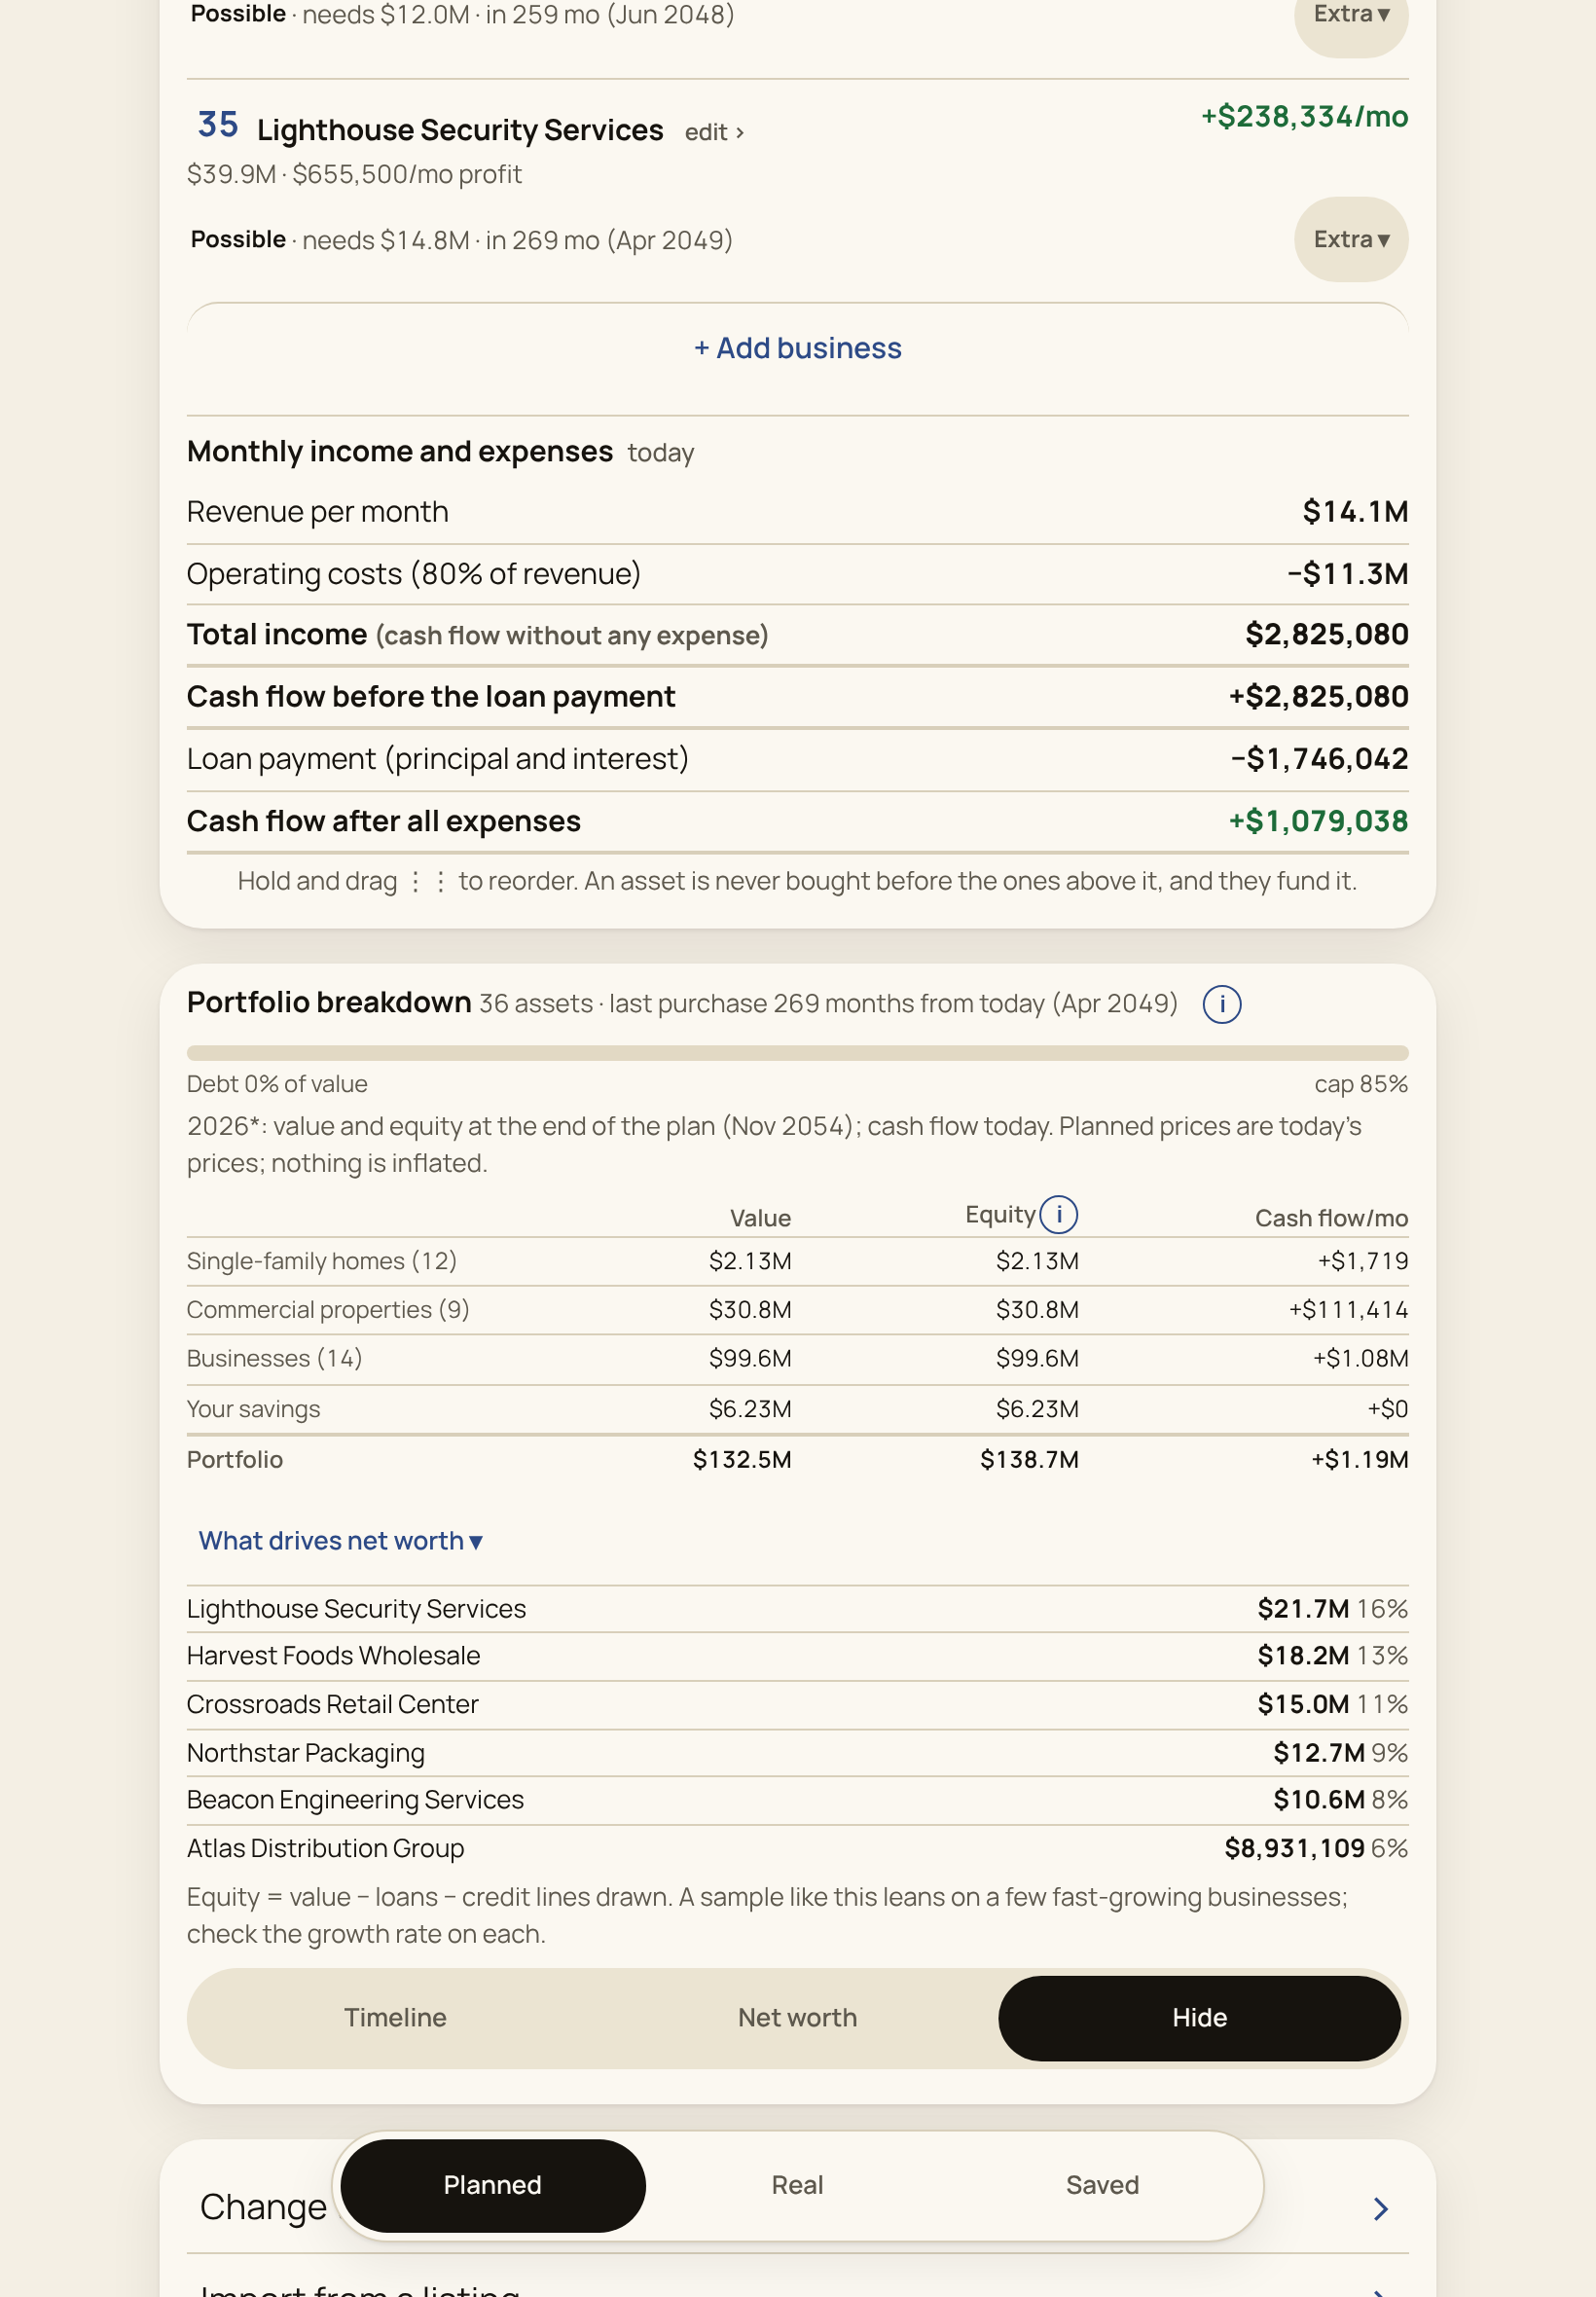 Possible · needs $12.0M · in 259 mo (Jun 2048)
Extra ▾
35 Lighthouse Security Services edit › +$238,334/mo
$39.9M · $655,500/mo profit
Possible · needs $14.8M · in 269 mo (Apr 2049)
Extra ▾
+ Add business
Monthly income and expenses today
Revenue per month $14.1M
Operating costs (80% of revenue) −$11.3M
Total income (cash flow without any expense) $2,825,080
Cash flow before the loan payment +$2,825,080
Loan payment (principal and interest) −$1,746,042
Cash flow after all expenses +$1,079,038
Hold and drag ⋮⋮ to reorder. An asset is never bought before the ones above it, and they fund it.
Portfolio breakdown 36 assets · last purchase 269 months from today (Apr 2049) i
Debt 0% of value cap 85%
2026*: value and equity at the end of the plan (Nov 2054); cash flow today. Planned prices are today’s
prices; nothing is inflated.
Value Equity i Cash flow/mo
Single-family homes (12) $2.13M $2.13M +$1,719
Commercial properties (9) $30.8M $30.8M +$111,414
Businesses (14) $99.6M $99.6M +$1.08M
Your savings $6.23M $6.23M +$0
Portfolio $132.5M $138.7M +$1.19M
What drives net worth ▾
Lighthouse Security Services $21.7M 16%
Harvest Foods Wholesale $18.2M 13%
Crossroads Retail Center $15.0M 11%
Northstar Packaging $12.7M 9%
Beacon Engineering Services $10.6M 8%
Atlas Distribution Group $8,931,109 6%
Equity = value − loans − credit lines drawn. A sample like this leans on a few fast-growing businesses;
check the growth rate on each.
Timeline Net worth Hide
Planned Real Saved
Change
Import from a listing